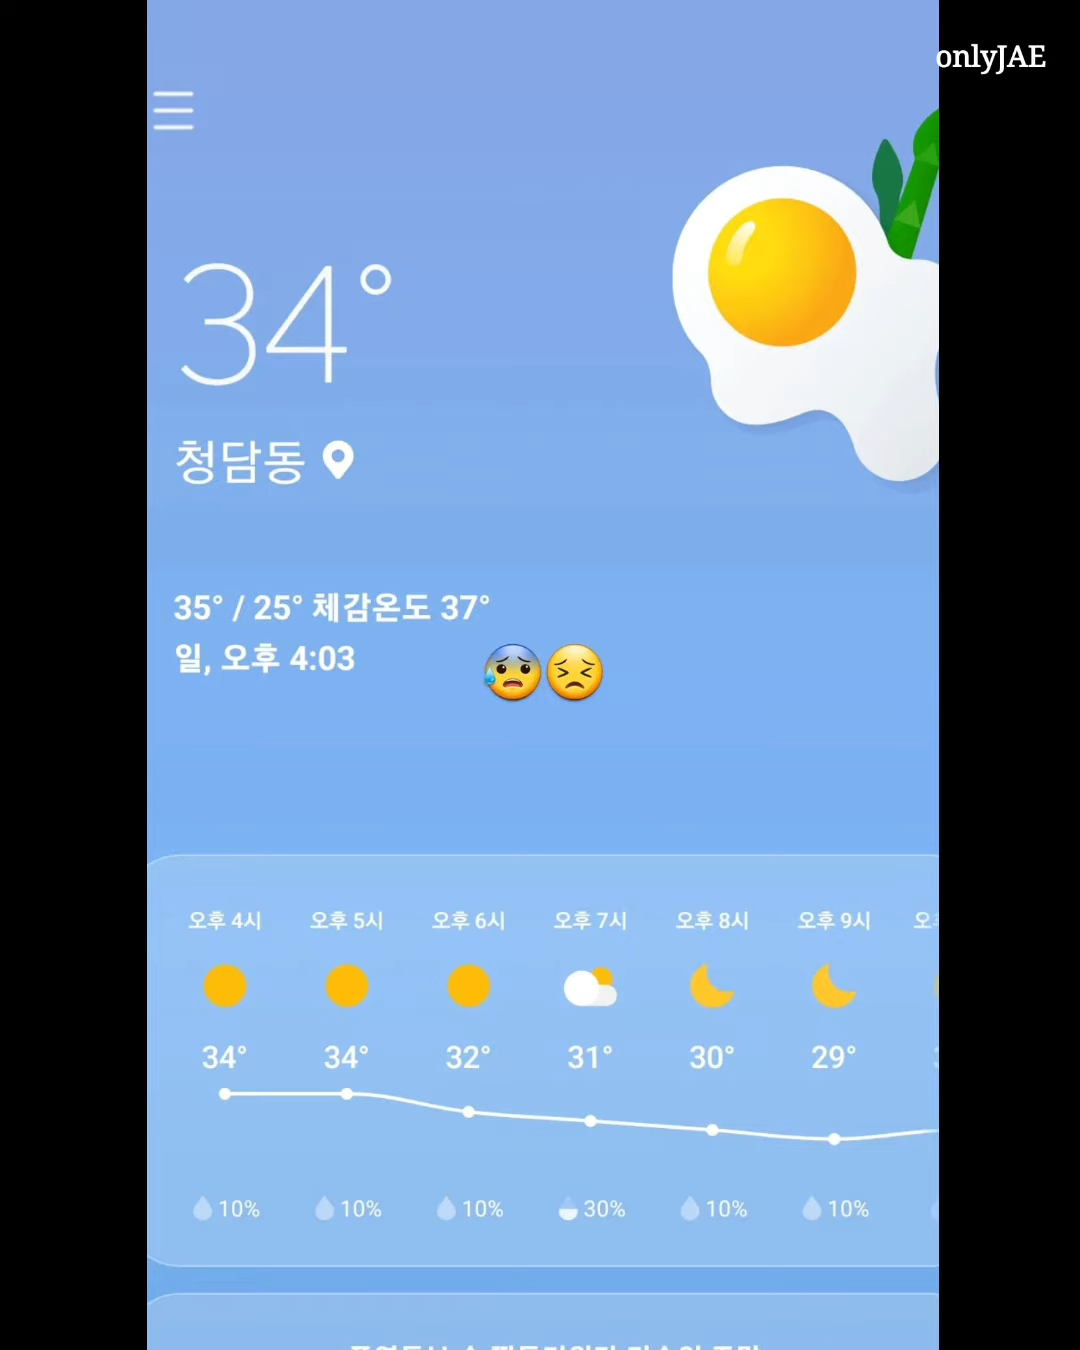 onlyJAE
34°
청담동
35° / 25° 체감온도 37°
일, 오후 4:03
오후 4시 오후 5시 오후 6시 오후 7시 오후 8시 오후 9시
34° 34° 32° 31° 30° 29°
10% 10% 10% 30% 10% 10%